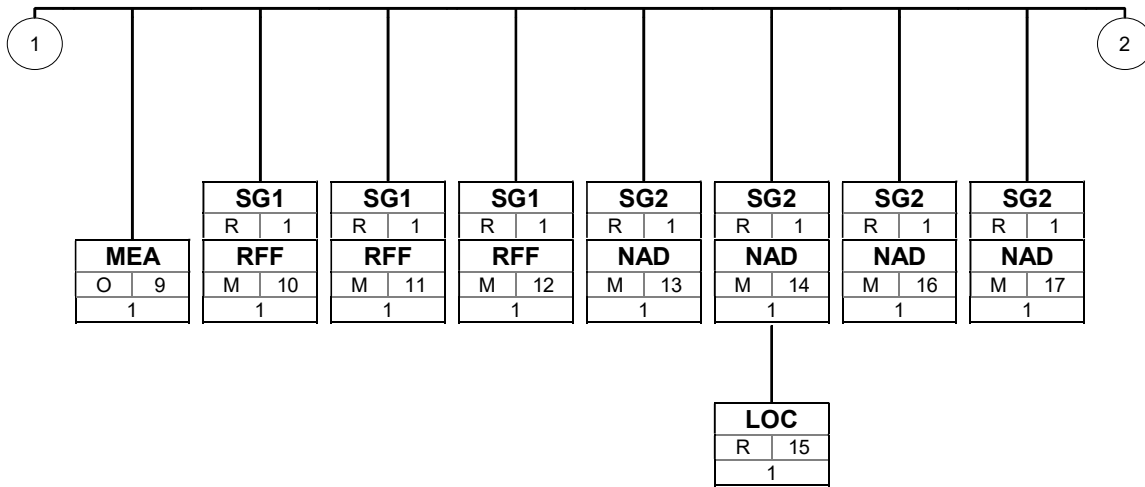 1 2
SG1 SG1 SG1 SG2 SG2 SG2 SG2
R 1 R 1 R 1 R 1 R 1 R 1 R 1
MEA RFF RFF RFF NAD NAD NAD NAD
O 9 M 10 M 11 M 12 M 13 M 14 M 16 M 17
1 1 1 1 1 1 1 1
LOC
R 15
1